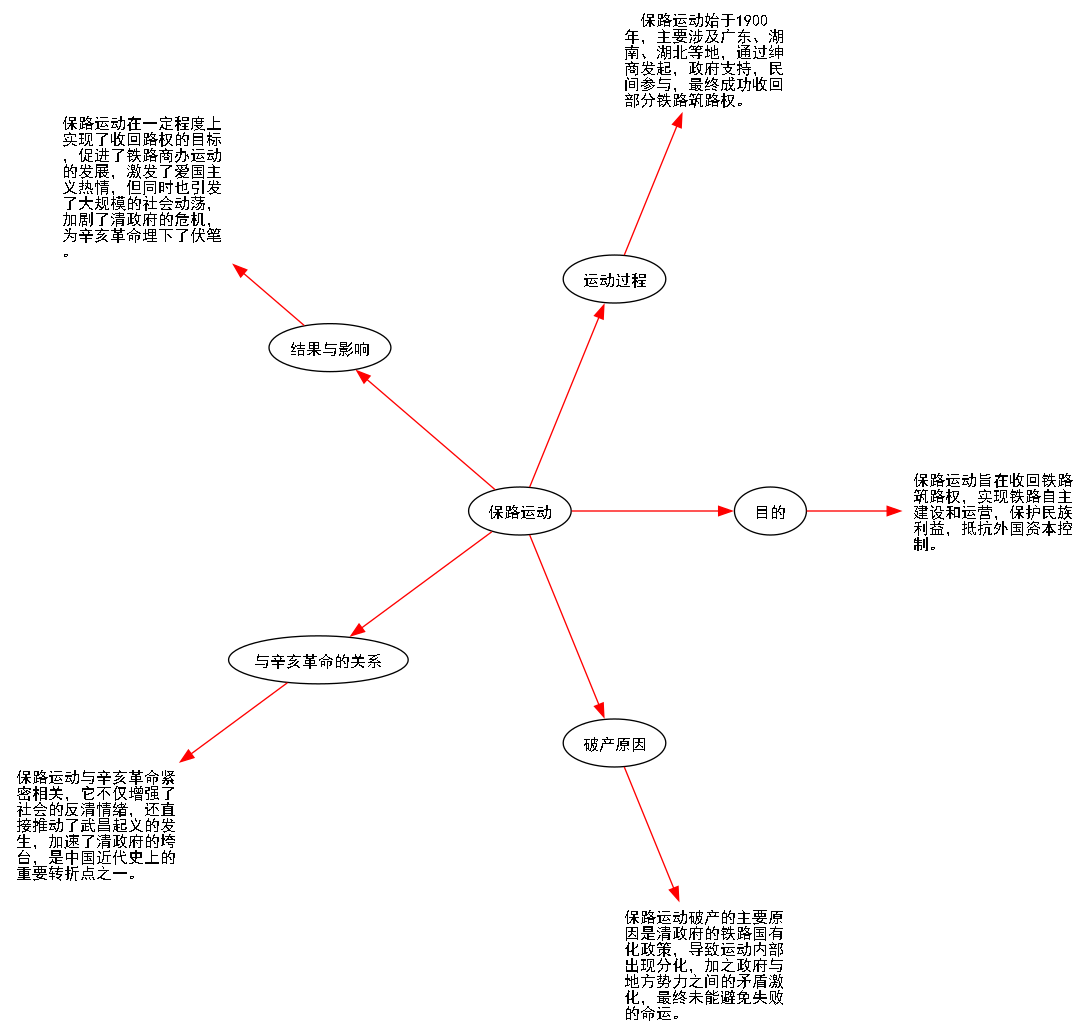 保路运动始于1900
年，主要涉及广东、湖
南、湖北等地，通过绅
商发起，政府支持，民
间参与，最终成功收回
部分铁路筑路权。
保路运动在一定程度上
实现了收回路权的目标
，促进了铁路商办运动
的发展，激发了爱国主
义热情，但同时也引发
了大规模的社会动荡，
加剧了清政府的危机，
为辛亥革命埋下了伏笔
。
运动过程
结果与影响
保路运动
目的
保路运动旨在收回铁路
筑路权，实现铁路自主
建设和运营，保护民族
利益，抵抗外国资本控
制。
与辛亥革命的关系
破产原因
保路运动与辛亥革命紧
密相关，它不仅增强了
社会的反清情绪，还直
接推动了武昌起义的发
生，加速了清政府的垮
台，是中国近代史上的
重要转折点之一。
保路运动破产的主要原
因是清政府的铁路国有
化政策，导致运动内部
出现分化，加之政府与
地方势力之间的矛盾激
化，最终未能避免失败
的命运。